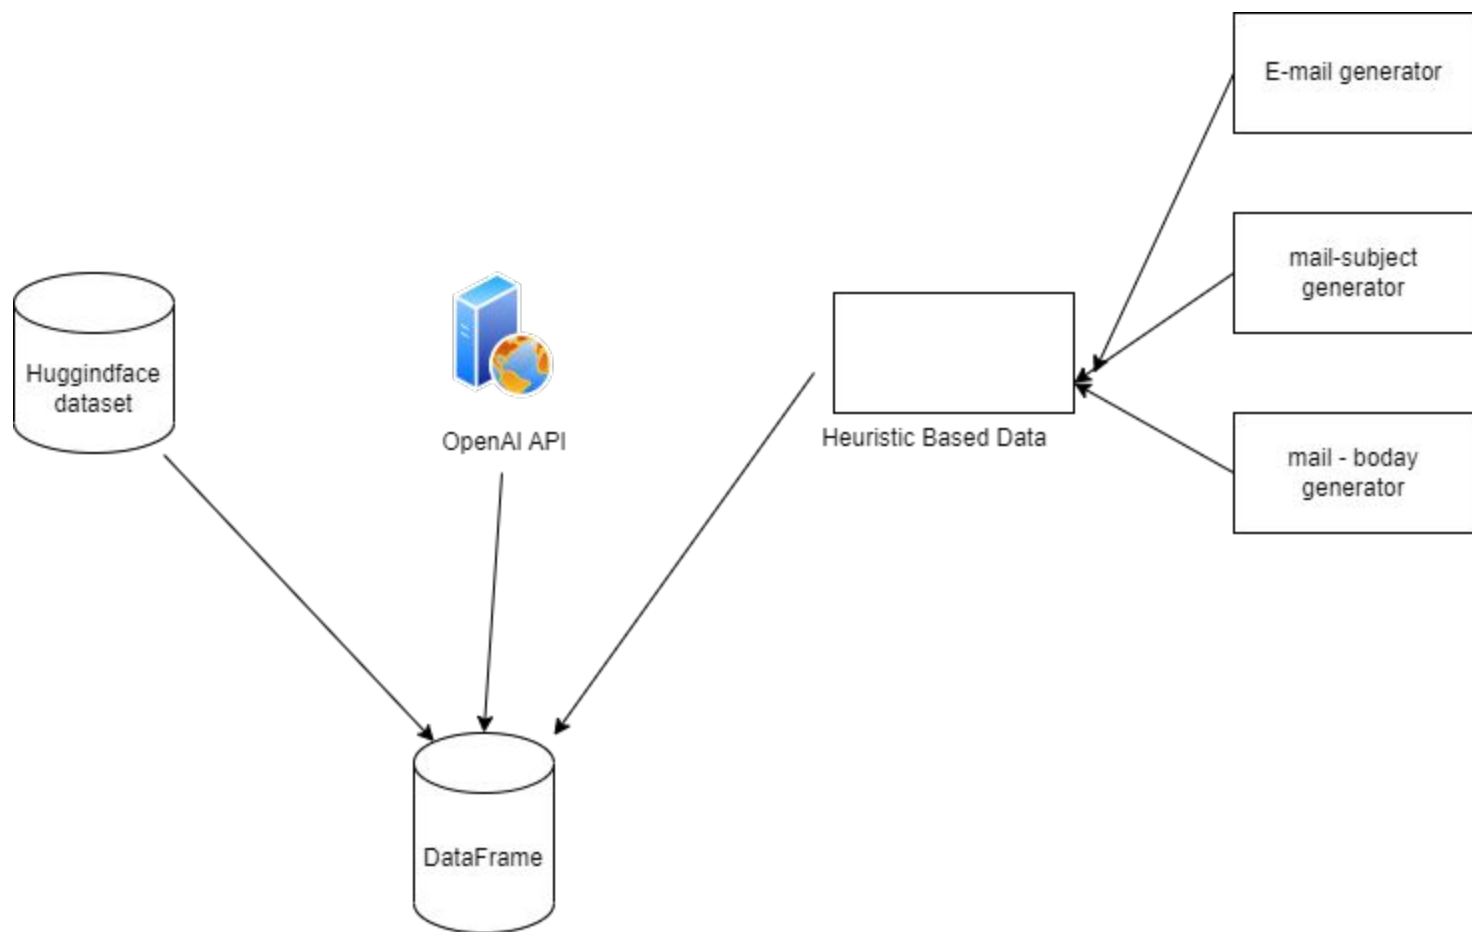 E-mail generator
mail-subject
generator
Huggindface
dataset
OpenAI API
Heuristic Based Data
mail - boday
generator
DataFrame